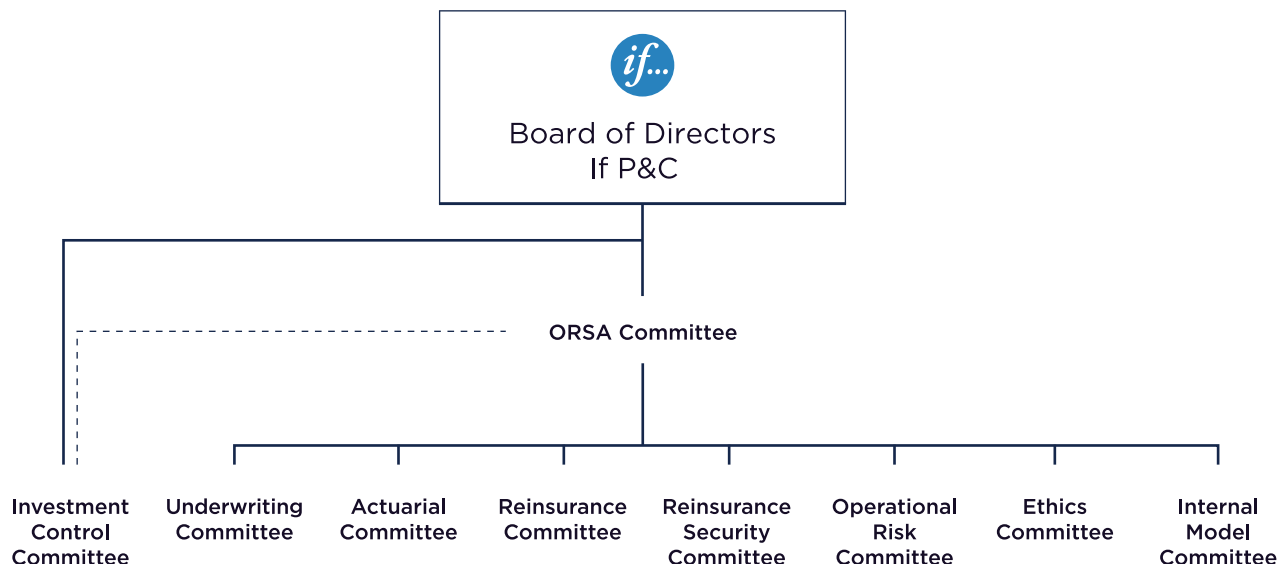 if...
Board of Directors
If P&C
ORSA Committee
Investment
Control
Committee
Underwriting
Committee
Actuarial
Committee
Reinsurance
Committee
Reinsurance
Security
Committee
Operational
Risk
Committee
Ethics
Committee
Internal
Model
Committee